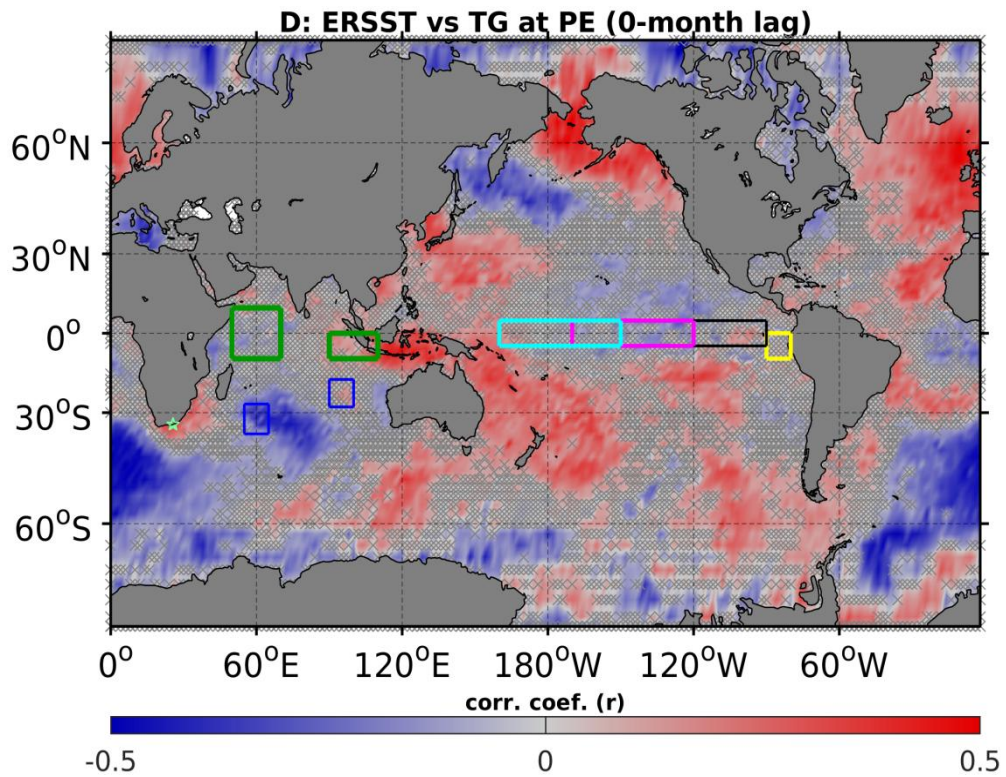 D: ERSST vs TG at PE (0-month lag)
60°N
30°N
0°
30°S
60°S
0° 60°E 120°E 180°W 120°W 60°W
corr. coef. (r)
-0.5 0 0.5